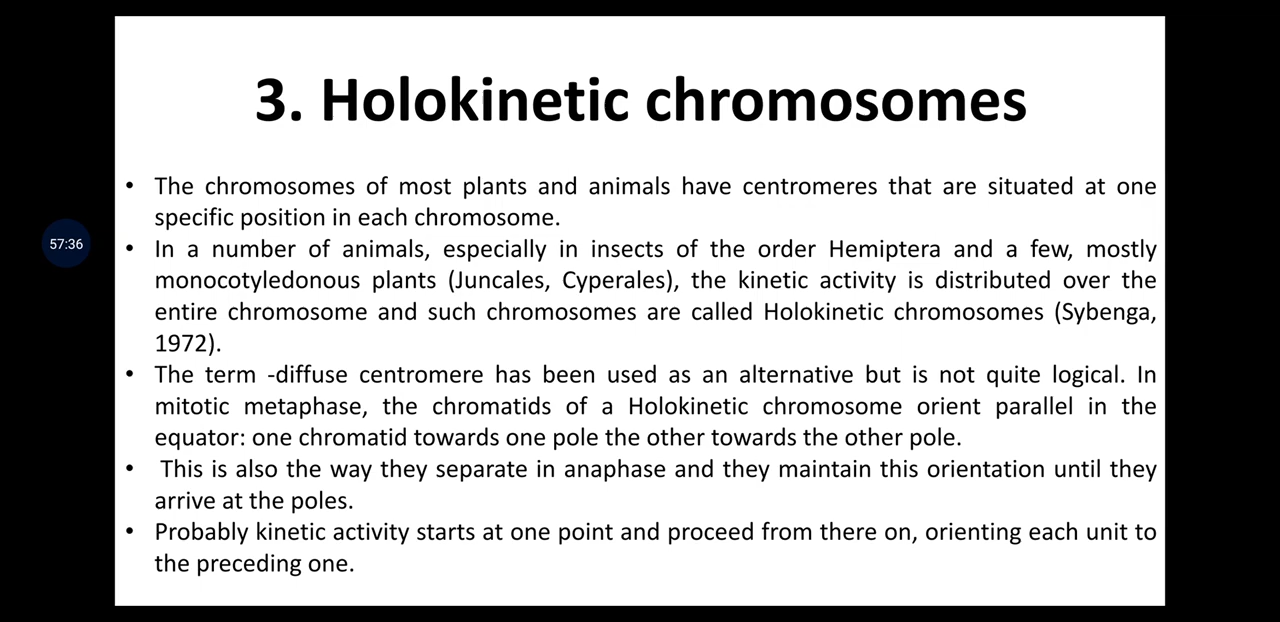 3. Holokinetic chromosomes
• The chromosomes of most plants and animals have centromeres that are situated at one
specific position in each chromosome.
57:36
• In a number of animals, especially in insects of the order Hemiptera and a few, mostly
monocotyledonous plants (Juncales, Cyperales), the kinetic activity is distributed over the
entire chromosome and such chromosomes are called Holokinetic chromosomes (Sybenga,
1972).
• The term -diffuse centromere has been used as an alternative but is not quite logical. In
mitotic metaphase, the chromatids of a Holokinetic chromosome orient parallel in the
equator: one chromatid towards one pole the other towards the other pole.
• This is also the way they separate in anaphase and they maintain this orientation until they
arrive at the poles.
• Probably kinetic activity starts at one point and proceed from there on, orienting each unit to
the preceding one.